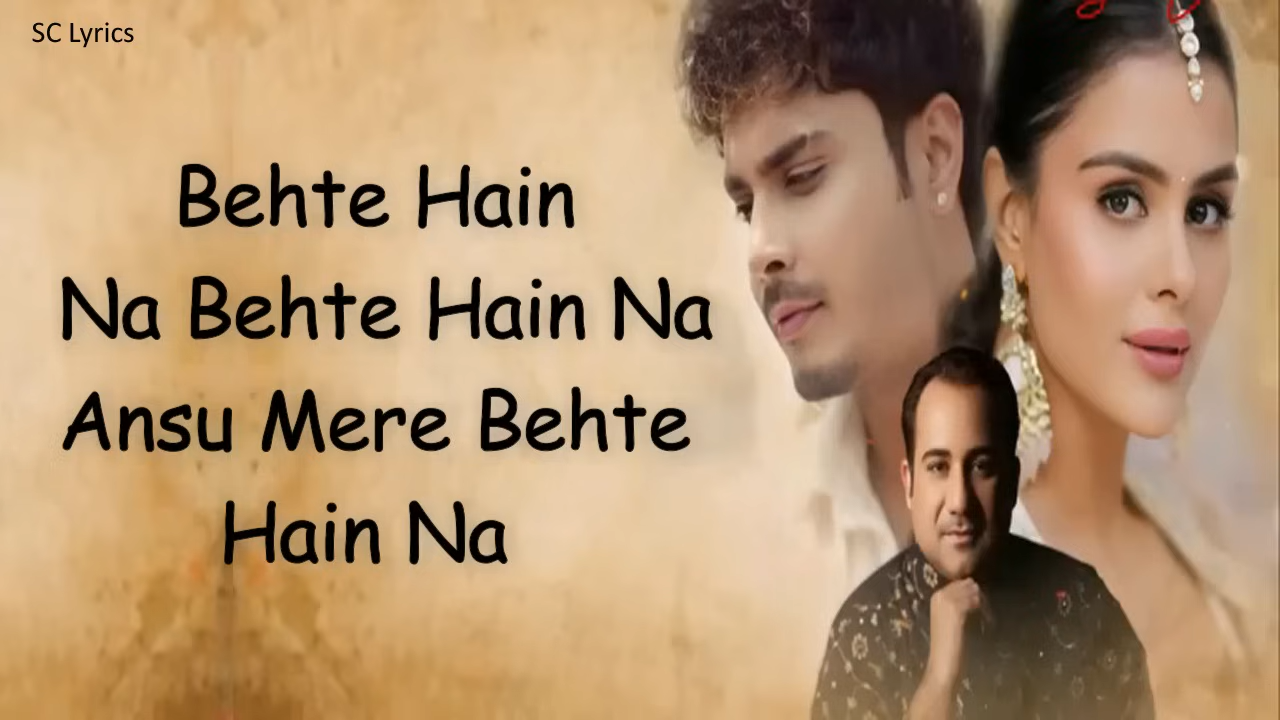 SC Lyrics
Behte Hain
Na Behte Hain Na
Ansu Mere Behte
Hain Na